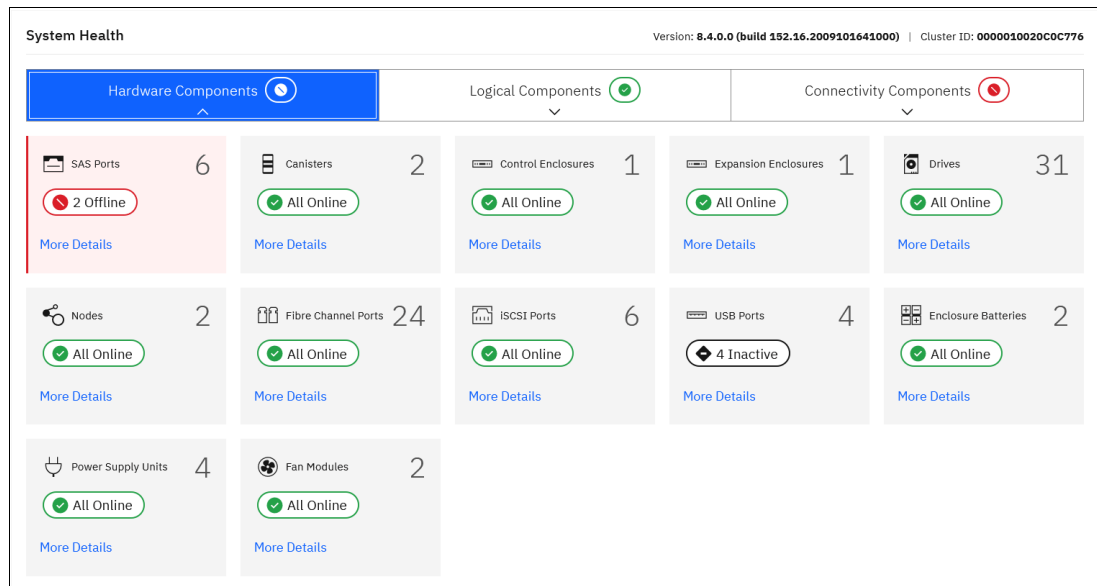 System Health
Version: 8.4.0.0 (build 152.16.2009101641000) | Cluster ID: 0000010020C0C776
Hardware Components
Logical Components
Connectivity Components
SAS Ports 6
2 Offline
More Details
Canisters 2
All Online
More Details
Control Enclosures 1
All Online
More Details
Expansion Enclosures 1
All Online
More Details
Drives 31
All Online
More Details
Nodes 2
All Online
More Details
Fibre Channel Ports 24
All Online
More Details
iSCSI Ports 6
All Online
More Details
USB Ports 4
4 Inactive
More Details
Enclosure Batteries 2
All Online
More Details
Power Supply Units 4
All Online
More Details
Fan Modules 2
All Online
More Details